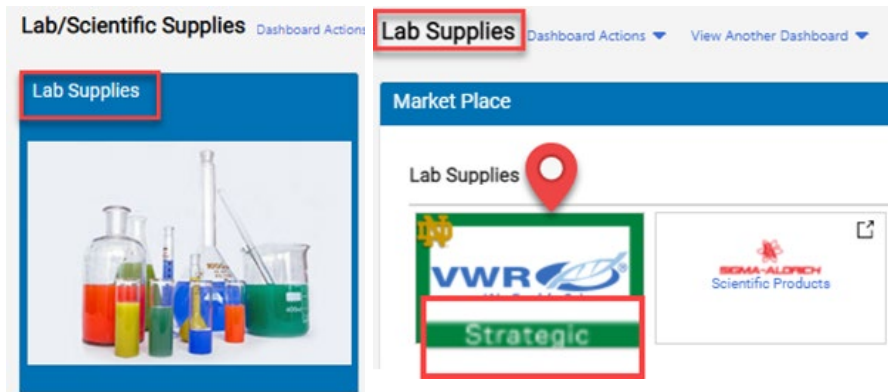 Lab/Scientific Supplies Dashboard Actions
Lab Supplies
Lab Supplies Dashboard Actions View Another Dashboard
Market Place
Lab Supplies
VWR
Strategic
SIGMA-ALDRICH
Scientific Products